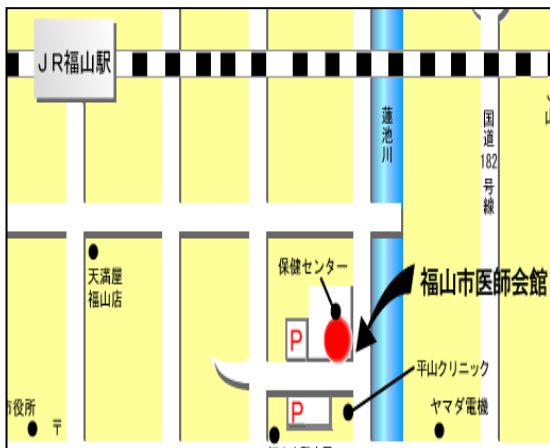 JR福山駅
蓮池川
国道182号線
天満屋
福山店
保健センター
福山市医師会館
P
平山クリニック
P
ヤマダ電機
市役所
〒